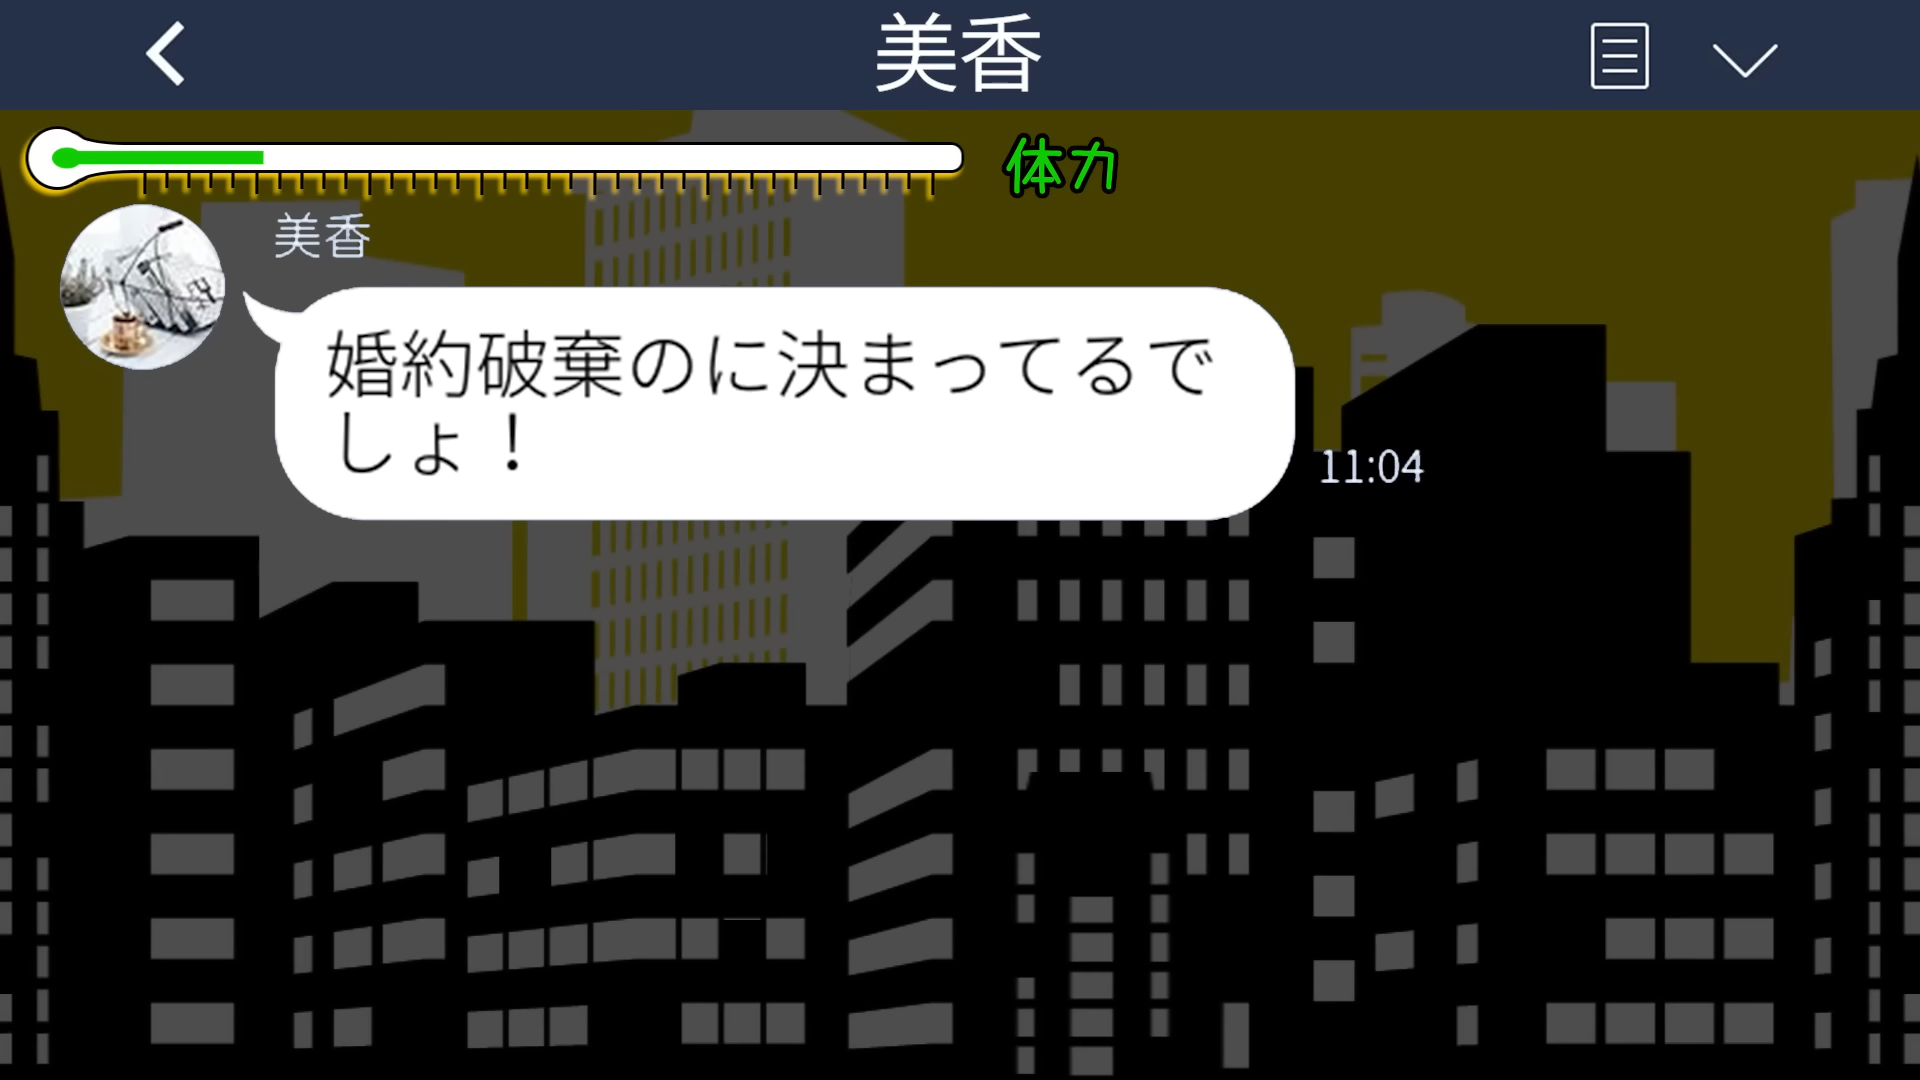 美香
体力
美香
婚約破棄のに決まってるで
しょ！
11:04